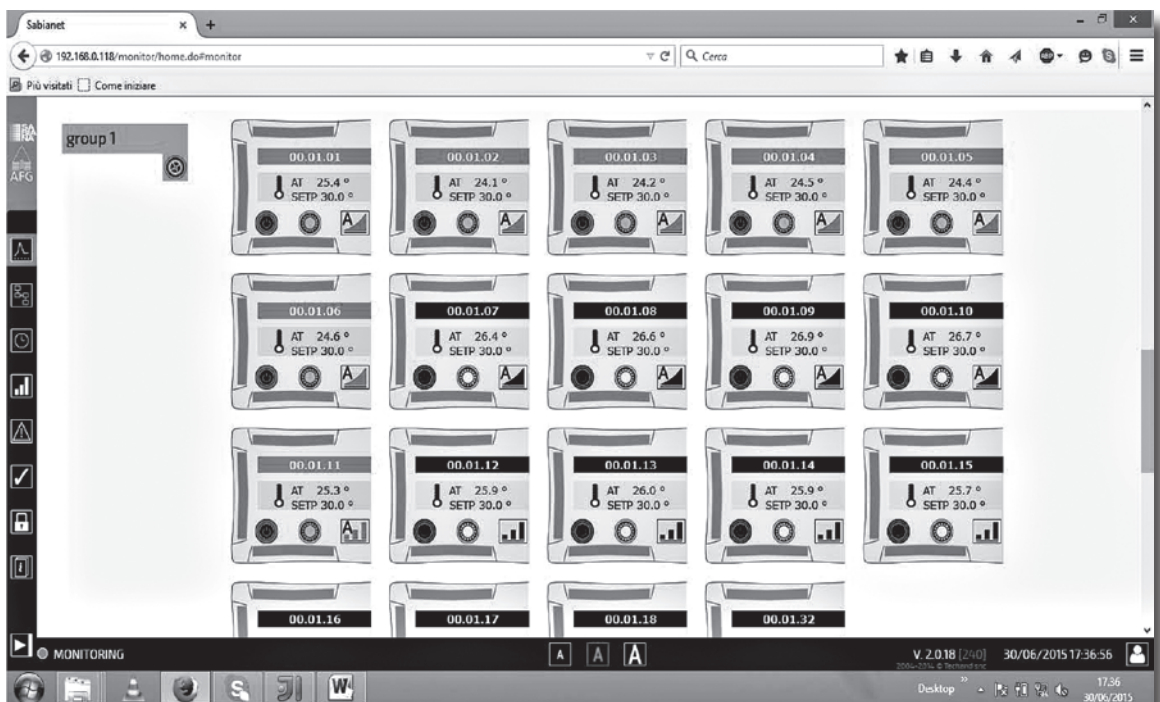 Sabianet
192.168.0.118/monitor/home.do#monitor
Cerca
Più visitati
Come iniziare
AFG
group 1
00.01.01
AT 25.4 °
SETP 30.0 °
A
00.01.02
AT 24.1 °
SETP 30.0 °
A
00.01.03
AT 24.2 °
SETP 30.0 °
A
00.01.04
AT 24.5 °
SETP 30.0 °
A
00.01.05
AT 24.4 °
SETP 30.0 °
A
00.01.06
AT 24.6 °
SETP 30.0 °
A
00.01.07
AT 26.4 °
SETP 30.0 °
A
00.01.08
AT 26.6 °
SETP 30.0 °
A
00.01.09
AT 26.9 °
SETP 30.0 °
A
00.01.10
AT 26.7 °
SETP 30.0 °
A
00.01.11
AT 25.3 °
SETP 30.0 °
A
00.01.12
AT 25.9 °
SETP 30.0 °
00.01.13
AT 26.0 °
SETP 30.0 °
00.01.14
AT 25.9 °
SETP 30.0 °
00.01.15
AT 25.7 °
SETP 30.0 °
00.01.16
00.01.17
00.01.18
00.01.32
MONITORING
A A A
V. 2.0.18 [240]
30/06/2015 17:36:56
Desktop
17.36
30/06/2015